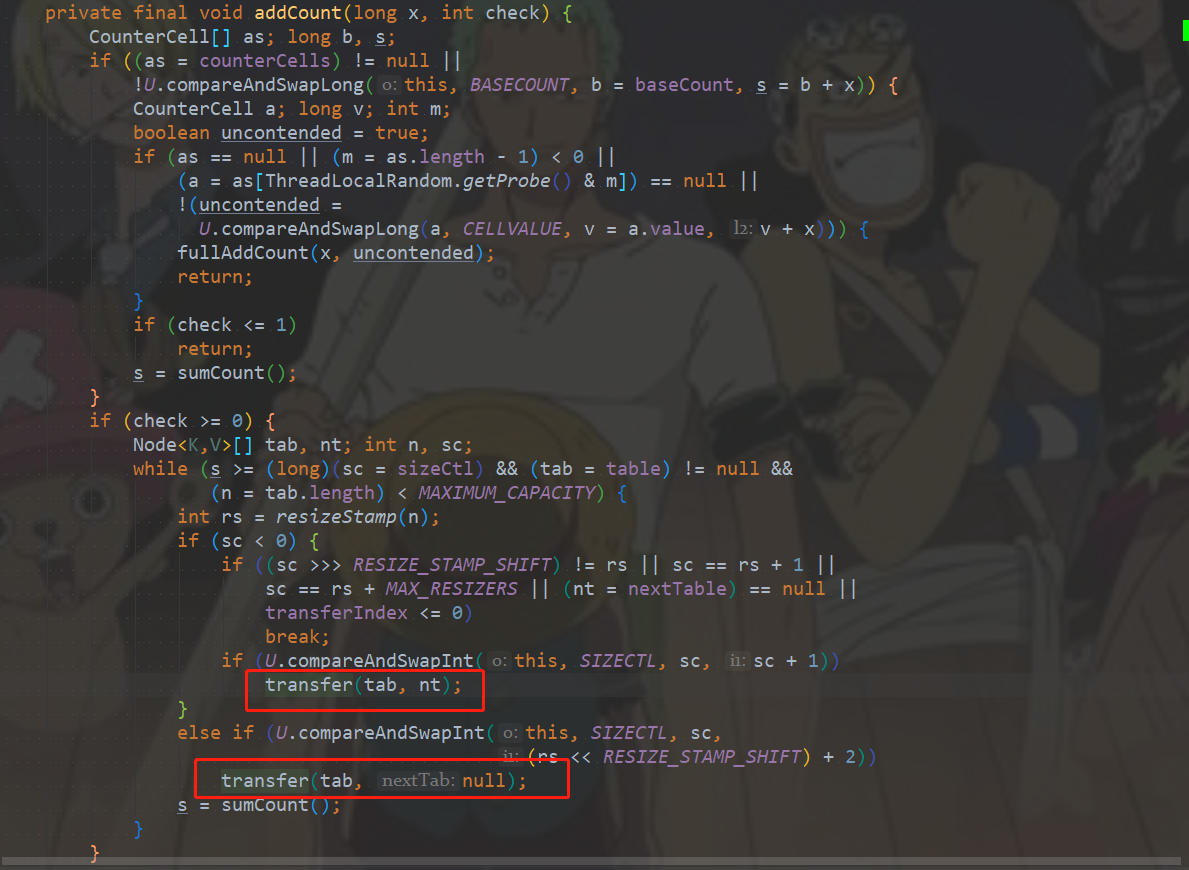 private final void addCount(long x, int check) {
    CounterCell[] as; long b, s;
    if ((as = counterCells) != null ||
        !U.compareAndSwapLong( o: this, BASECOUNT, b = baseCount, s = b + x)) {
        CounterCell a; long v; int m;
        boolean uncontended = true;
        if (as == null || (m = as.length - 1) < 0 ||
            (a = as[ThreadLocalRandom.getProbe() & m]) == null ||
            !(uncontended =
              U.compareAndSwapLong(a, CELLVALUE, v = a.value, l2: v + x))) {
            fullAddCount(x, uncontended);
            return;
        }
        if (check <= 1)
            return;
        s = sumCount();
    }
    if (check >= 0) {
        Node<K,V>[] tab, nt; int n, sc;
        while (s >= (long)(sc = sizeCtl) && (tab = table) != null &&
               (n = tab.length) < MAXIMUM_CAPACITY) {
            int rs = resizeStamp(n);
            if (sc < 0) {
                if ((sc >>> RESIZE_STAMP_SHIFT) != rs || sc == rs + 1 ||
                    sc == rs + MAX_RESIZERS || (nt = nextTable) == null ||
                    transferIndex <= 0)
                    break;
                if (U.compareAndSwapInt( o: this, SIZECTL, sc, i1: sc + 1))
                    transfer(tab, nt);
            }
            else if (U.compareAndSwapInt( o: this, SIZECTL, sc,
                                         i1: (rs << RESIZE_STAMP_SHIFT) + 2))
                transfer(tab, nextTab: null);
            s = sumCount();
        }
    }